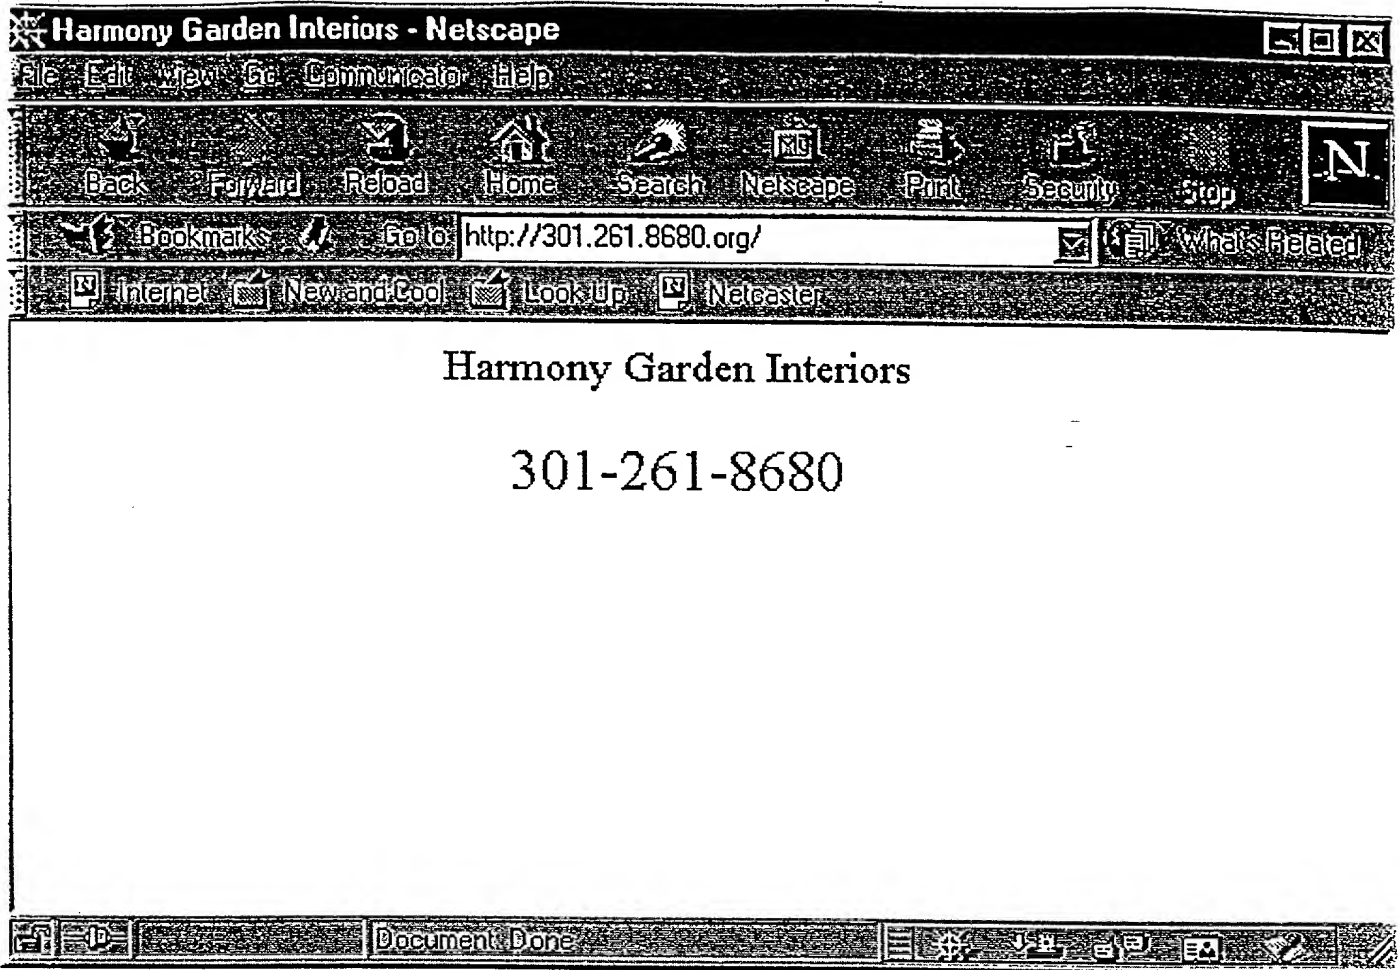 Harmony Garden Interiors - Netscape
File Edit View Go Communicator Help
Back Forward Reload Home Search Netscape Print Security Stop N
Bookmarks Go to: http://301.261.8680.org/ What's Related
Internet New and Cool Look Up Netcaster
Harmony Garden Interiors
301-261-8680
Document: Done